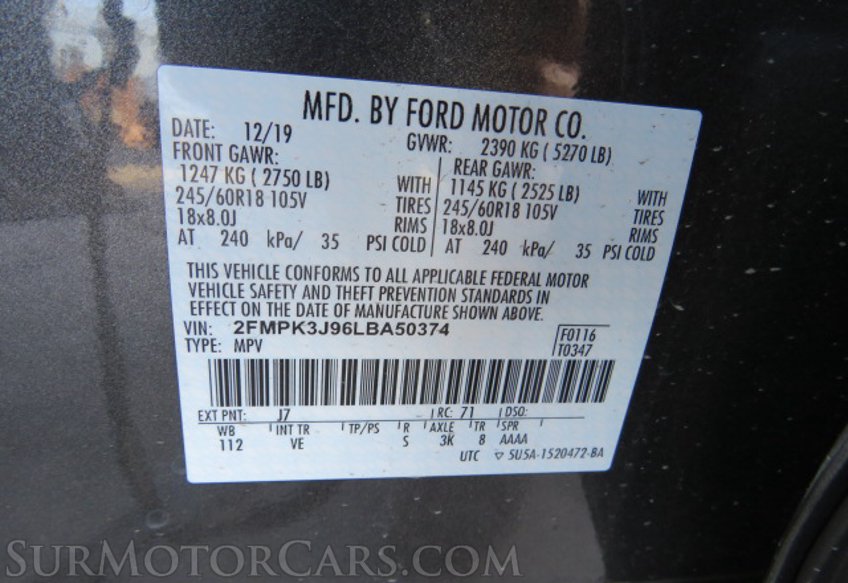 MFD. BY FORD MOTOR CO.
DATE: 12/19 GVWR: 2390 KG ( 5270 LB)
FRONT GAWR: REAR GAWR:
1247 KG ( 2750 LB) WITH 1145 KG ( 2525 LB) WITH
245/60R18 105V TIRES 245/60R18 105V TIRES
18x8.0J RIMS 18x8.0J RIMS
AT 240 kPa/ 35 PSI COLD AT 240 kPa/ 35 PSI COLD
THIS VEHICLE CONFORMS TO ALL APPLICABLE FEDERAL MOTOR
VEHICLE SAFETY AND THEFT PREVENTION STANDARDS IN
EFFECT ON THE DATE OF MANUFACTURE SHOWN ABOVE.
VIN: 2FMPK3J96LBA50374 F0116
TYPE: MPV T0347
EXT PNT: J7 RC: 71 DSO:
WB INT TR TP/PS R AXLE TR SPR
112 VE S 3K 8 AAAA
UTC ▽ 5U5A-1520472-BA
SURMOTORCARS.COM